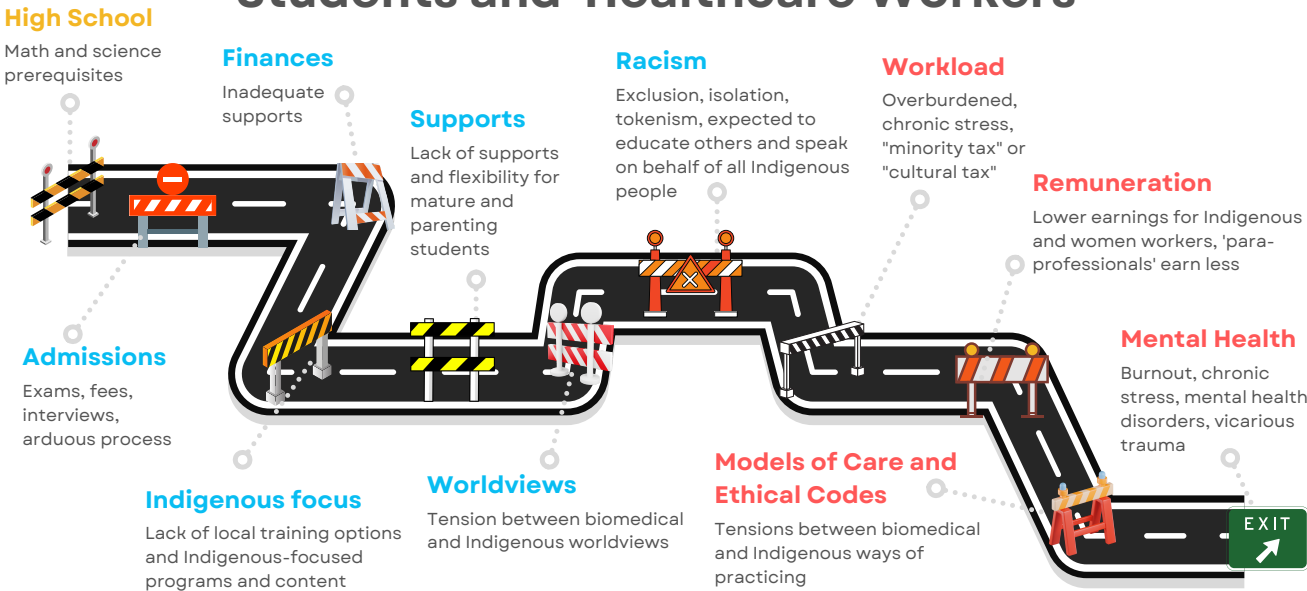 Students and Healthcare Workers
High School
Math and science
prerequisites
Finances
Inadequate
supports
Supports
Lack of supports
and flexibility for
mature and
parenting
students
Racism
Exclusion, isolation,
tokenism, expected to
educate others and speak
on behalf of all Indigenous
people
Workload
Overburdened,
chronic stress,
"minority tax" or
"cultural tax"
Remuneration
Lower earnings for Indigenous
and women workers, 'para-
professionals' earn less
Admissions
Exams, fees,
interviews,
arduous process
Indigenous focus
Lack of local training options
and Indigenous-focused
programs and content
Worldviews
Tension between biomedical
and Indigenous worldviews
Models of Care and
Ethical Codes
Tensions between biomedical
and Indigenous ways of
practicing
Mental Health
Burnout, chronic
stress, mental health
disorders, vicarious
trauma
EXIT